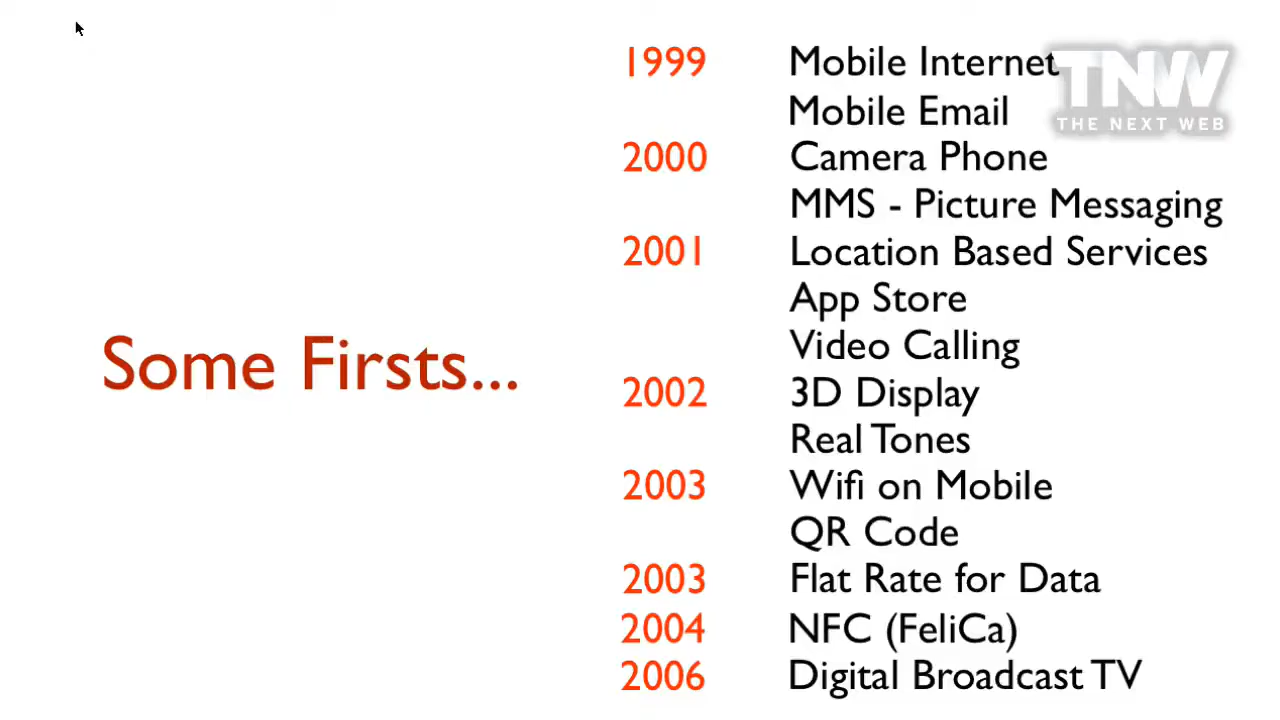 1999 Mobile Internet
Mobile Email
2000 Camera Phone
MMS - Picture Messaging
2001 Location Based Services
App Store
Video Calling
Some Firsts...
2002 3D Display
Real Tones
2003 Wifi on Mobile
QR Code
2003 Flat Rate for Data
2004 NFC (FeliCa)
2006 Digital Broadcast TV
TNW
THE NEXT WEB